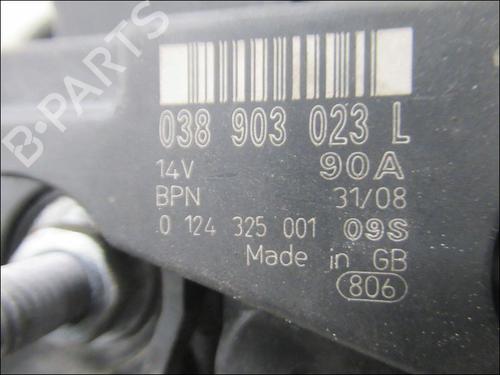 B-PARTS
038 903 023 L
14V 90A
BPN 31/08
0 124 325 001 09S
Made in GB
806